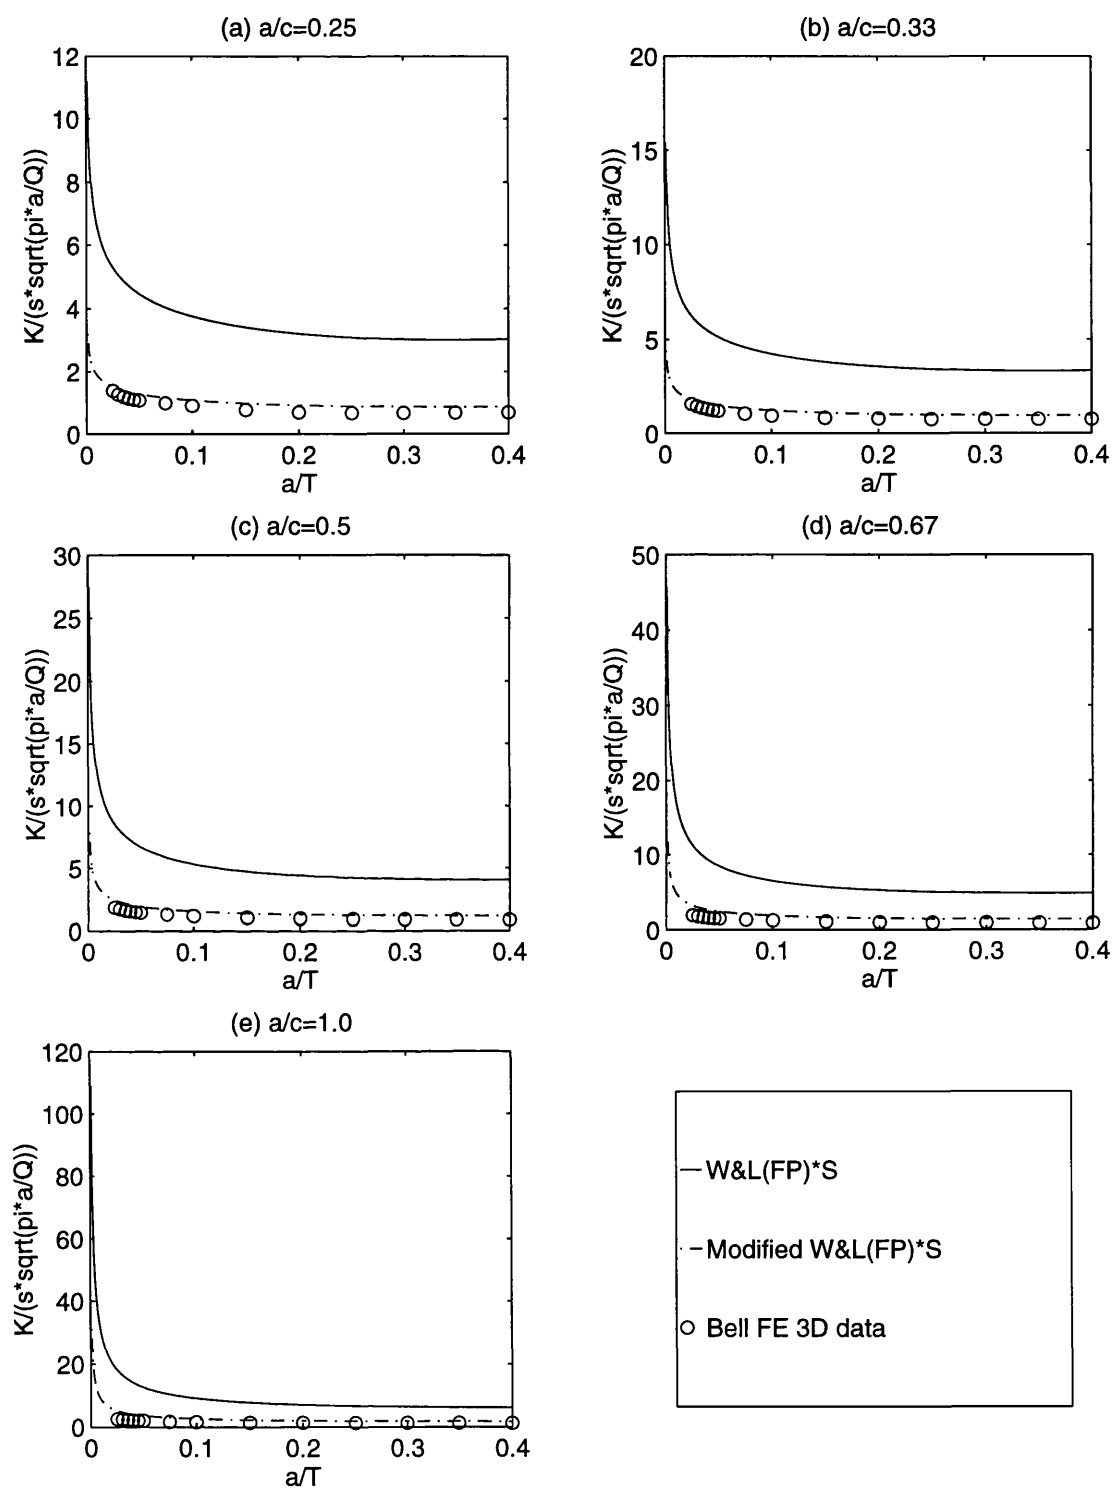 (a) a/c=0.25
12
10
8
6
4
2
0
K/(s*sqrt(pi*a/Q))
0 0.1 0.2 0.3 0.4
a/T
(b) a/c=0.33
20
15
10
5
0
K/(s*sqrt(pi*a/Q))
0 0.1 0.2 0.3 0.4
a/T
(c) a/c=0.5
30
25
20
15
10
5
0
K/(s*sqrt(pi*a/Q))
0 0.1 0.2 0.3 0.4
a/T
(d) a/c=0.67
50
40
30
20
10
0
K/(s*sqrt(pi*a/Q))
0 0.1 0.2 0.3 0.4
a/T
(e) a/c=1.0
120
100
80
60
40
20
0
K/(s*sqrt(pi*a/Q))
0 0.1 0.2 0.3 0.4
a/T
W&L(FP)*S
Modified W&L(FP)*S
Bell FE 3D data